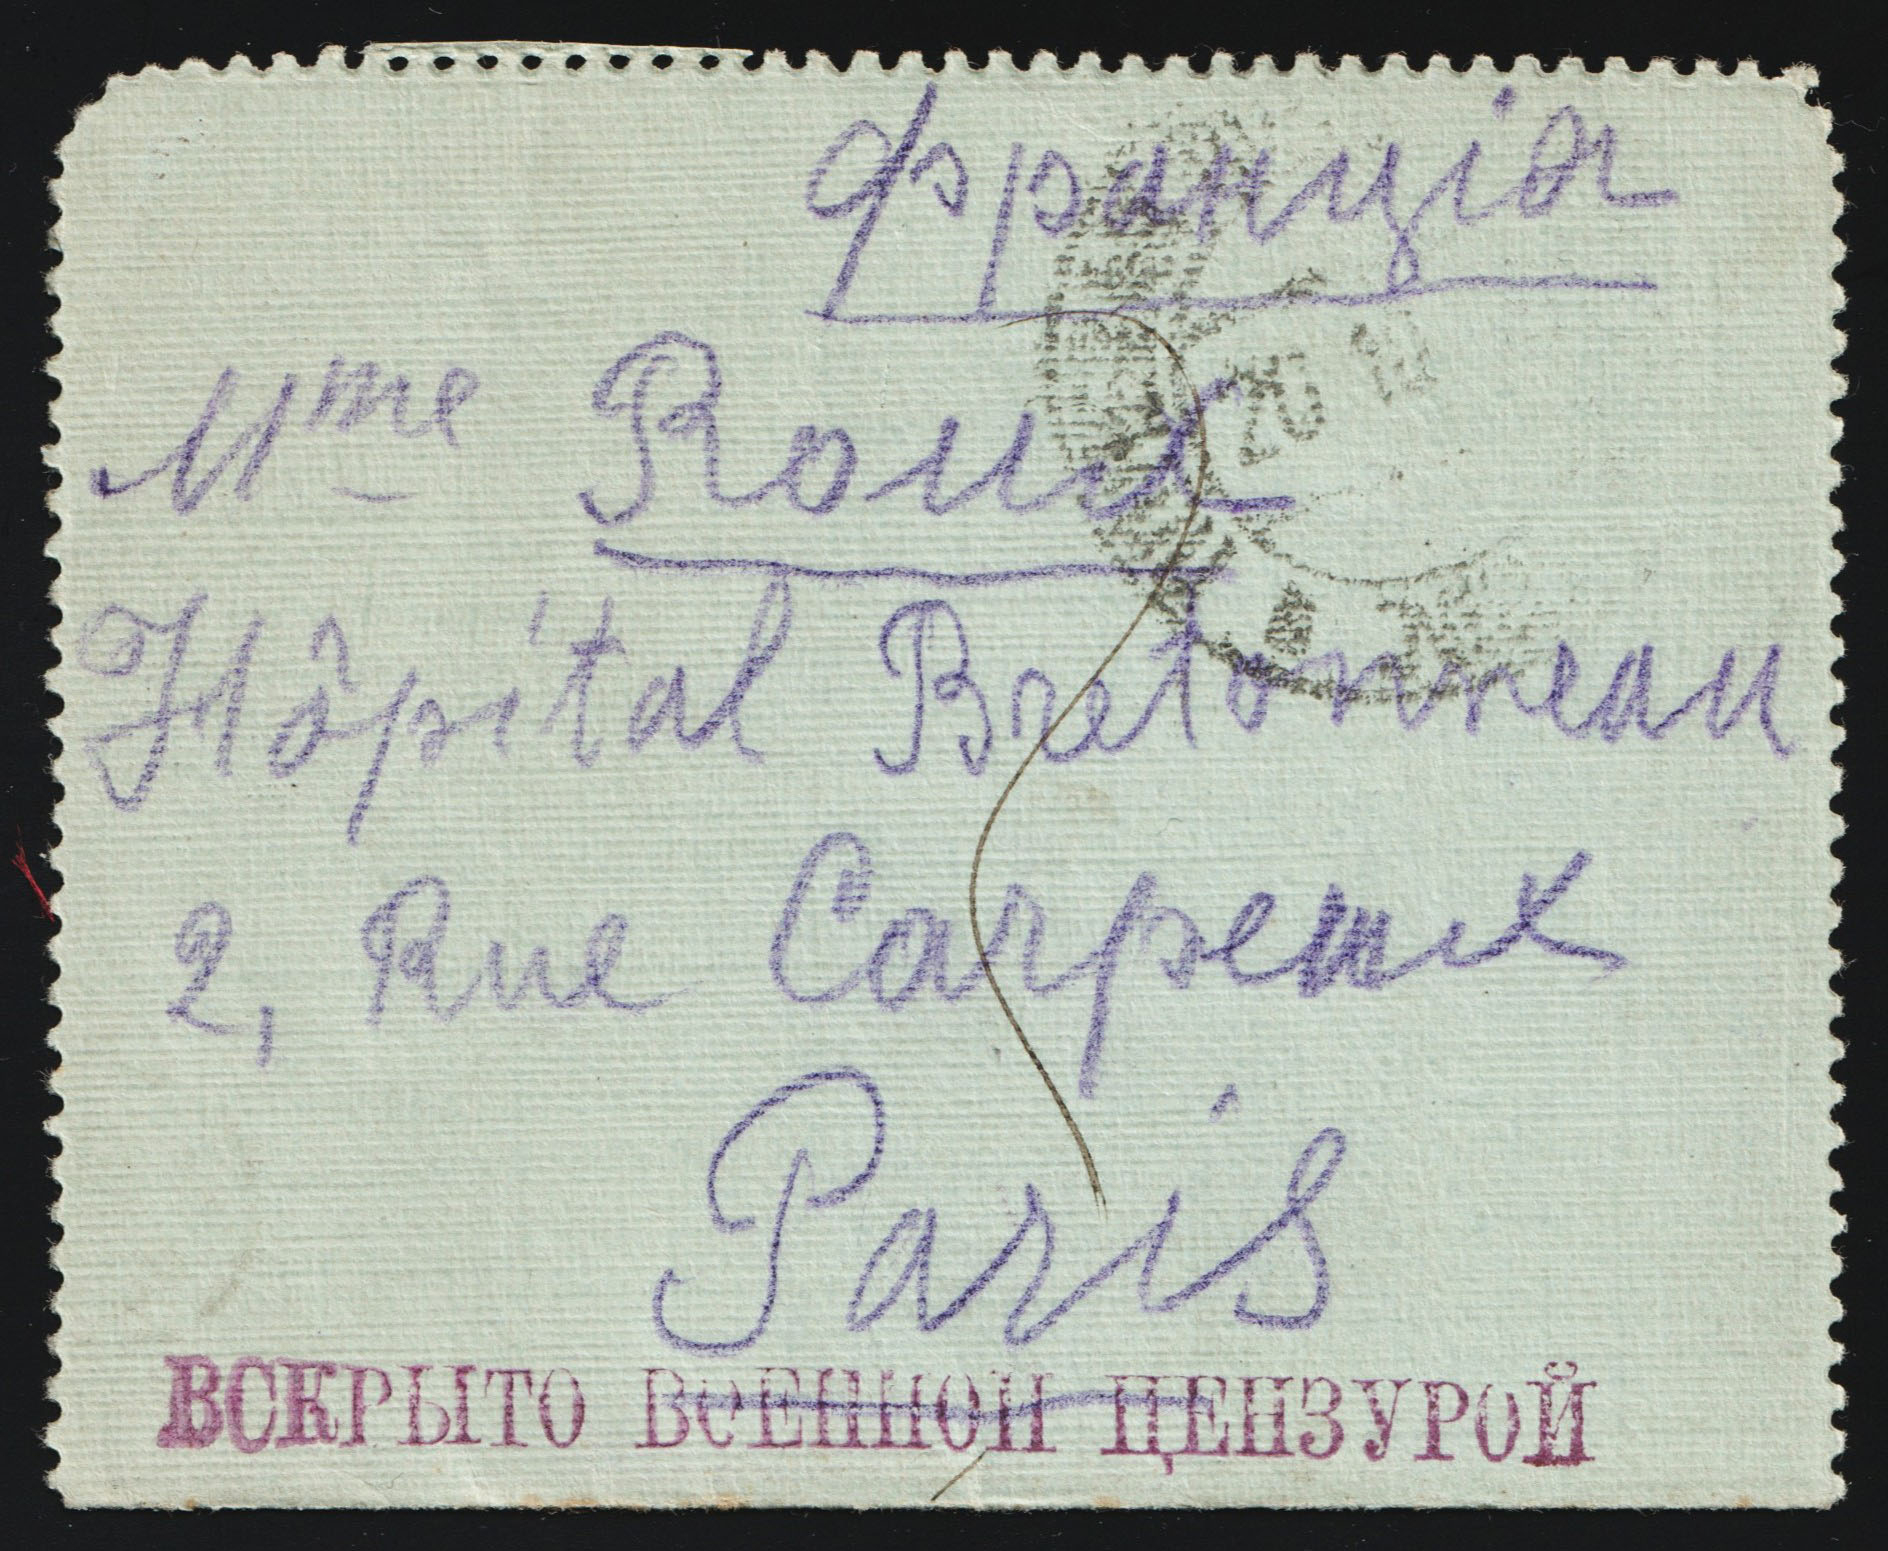 Франція
Mme Roux
Hôpital Bretonneau
2, Rue Carpeaux
Paris
ВСКРЫТО ВОЕННОЙ ЦЕНЗУРОЙ